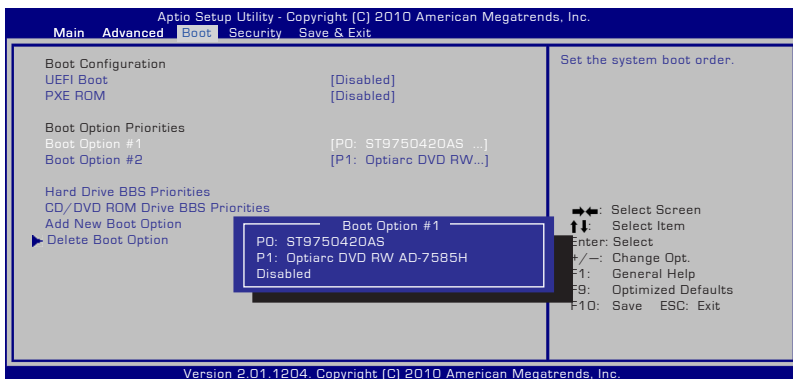 Aptio Setup Utility - Copyright (C) 2010 American Megatrends, Inc.
Main Advanced Boot Security Save & Exit
Boot Configuration
UEFI Boot [Disabled]
PXE ROM [Disabled]
Boot Option Priorities
Boot Option #1 [P0: ST9750420AS ...]
Boot Option #2 [P1: Optiarc DVD RW...]
Hard Drive BBS Priorities
CD/DVD ROM Drive BBS Priorities
Add New Boot Option
Delete Boot Option
Boot Option #1
P0: ST9750420AS
P1: Optiarc DVD RW AD-7585H
Disabled
Set the system boot order.
→←: Select Screen
↑↓: Select Item
Enter: Select
+/—: Change Opt.
F1: General Help
F9: Optimized Defaults
F10: Save ESC: Exit
Version 2.01.1204. Copyright (C) 2010 American Megatrends, Inc.